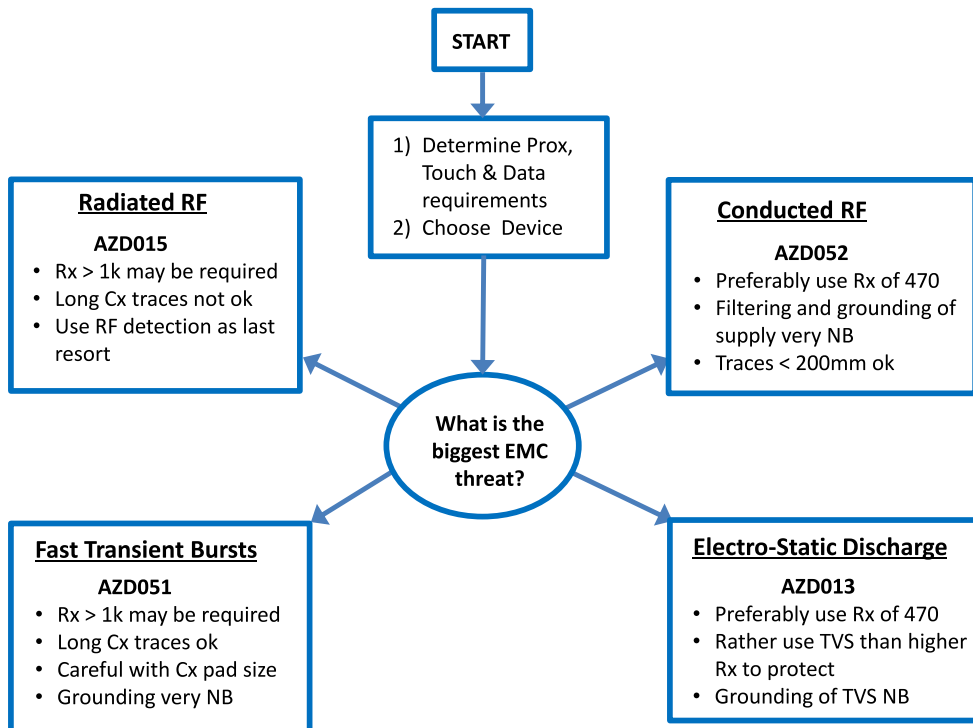 START
1) Determine Prox,
Touch & Data
requirements
2) Choose Device
Radiated RF
AZD015
• Rx > 1k may be required
• Long Cx traces not ok
• Use RF detection as last
resort
Conducted RF
AZD052
• Preferably use Rx of 470
• Filtering and grounding of
supply very NB
• Traces < 200mm ok
What is the
biggest EMC
threat?
Fast Transient Bursts
AZD051
• Rx > 1k may be required
• Long Cx traces ok
• Careful with Cx pad size
• Grounding very NB
Electro-Static Discharge
AZD013
• Preferably use Rx of 470
• Rather use TVS than higher
Rx to protect
• Grounding of TVS NB